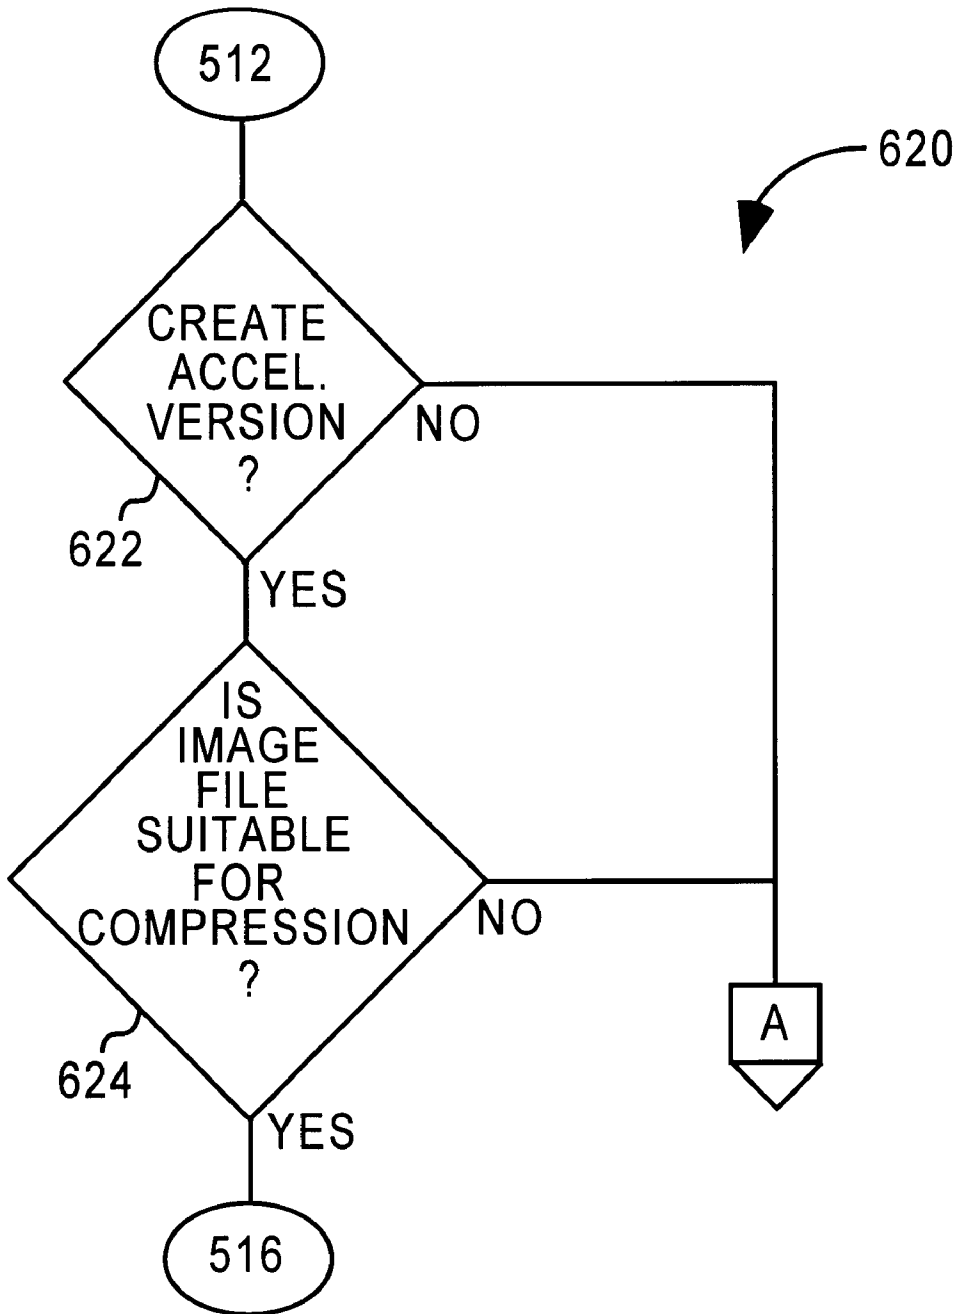 512
620
CREATE
ACCEL.
VERSION
?
NO
622
YES
IS
IMAGE
FILE
SUITABLE
FOR
COMPRESSION
?
NO
A
624
YES
516